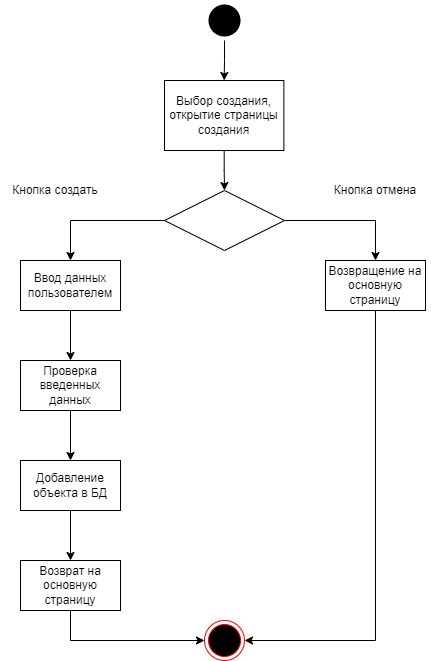 Выбор создания,
открытие страницы
создания
Кнопка создать
Кнопка отмена
Ввод данных
пользователем
Возвращение на
основную
страницу
Проверка
введенных
данных
Добавление
объекта в БД
Возврат на
основную
страницу